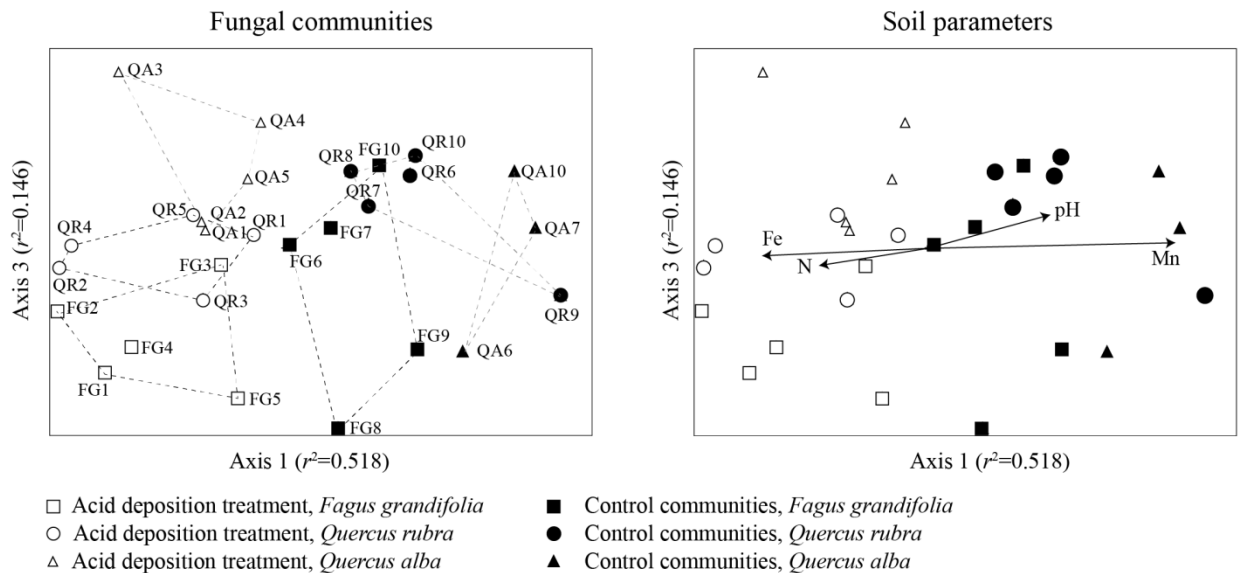 Fungal communities
Soil parameters
QA3
QA4
QA5
QR5
QA2
QA1
QR1
QR4
QR2
FG3
QR3
FG2
FG4
FG1
FG5
QR8
FG10
QR10
QR6
QR7
FG7
FG6
QA10
QA7
QR9
FG9
QA6
FG8
Axis 3 (r²=0.146)
Axis 1 (r²=0.518)
Fe
N
pH
Mn
Axis 3 (r²=0.146)
Axis 1 (r²=0.518)
Acid deposition treatment, Fagus grandifolia
Acid deposition treatment, Quercus rubra
Acid deposition treatment, Quercus alba
Control communities, Fagus grandifolia
Control communities, Quercus rubra
Control communities, Quercus alba